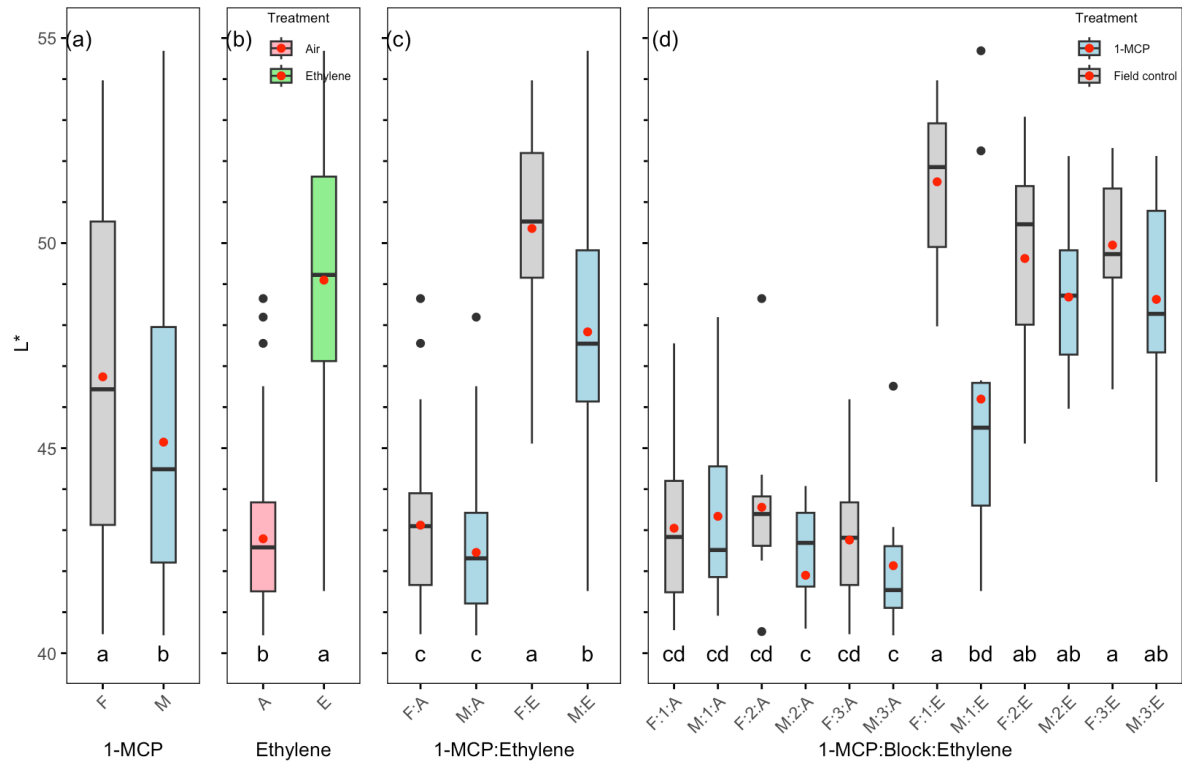 (a)
(b)
(c)
(d)
Treatment
Air
Ethylene
Treatment
1-MCP
Field control
L*
55
50
45
40
a
b
b
a
c
c
a
b
cd
cd
cd
c
cd
c
a
bd
ab
ab
a
ab
F
M
A
E
F:A
M:A
F:E
M:E
F:1:A
M:1:A
F:2:A
M:2:A
F:3:A
M:3:A
F:1:E
M:1:E
F:2:E
M:2:E
F:3:E
M:3:E
1-MCP
Ethylene
1-MCP:Ethylene
1-MCP:Block:Ethylene